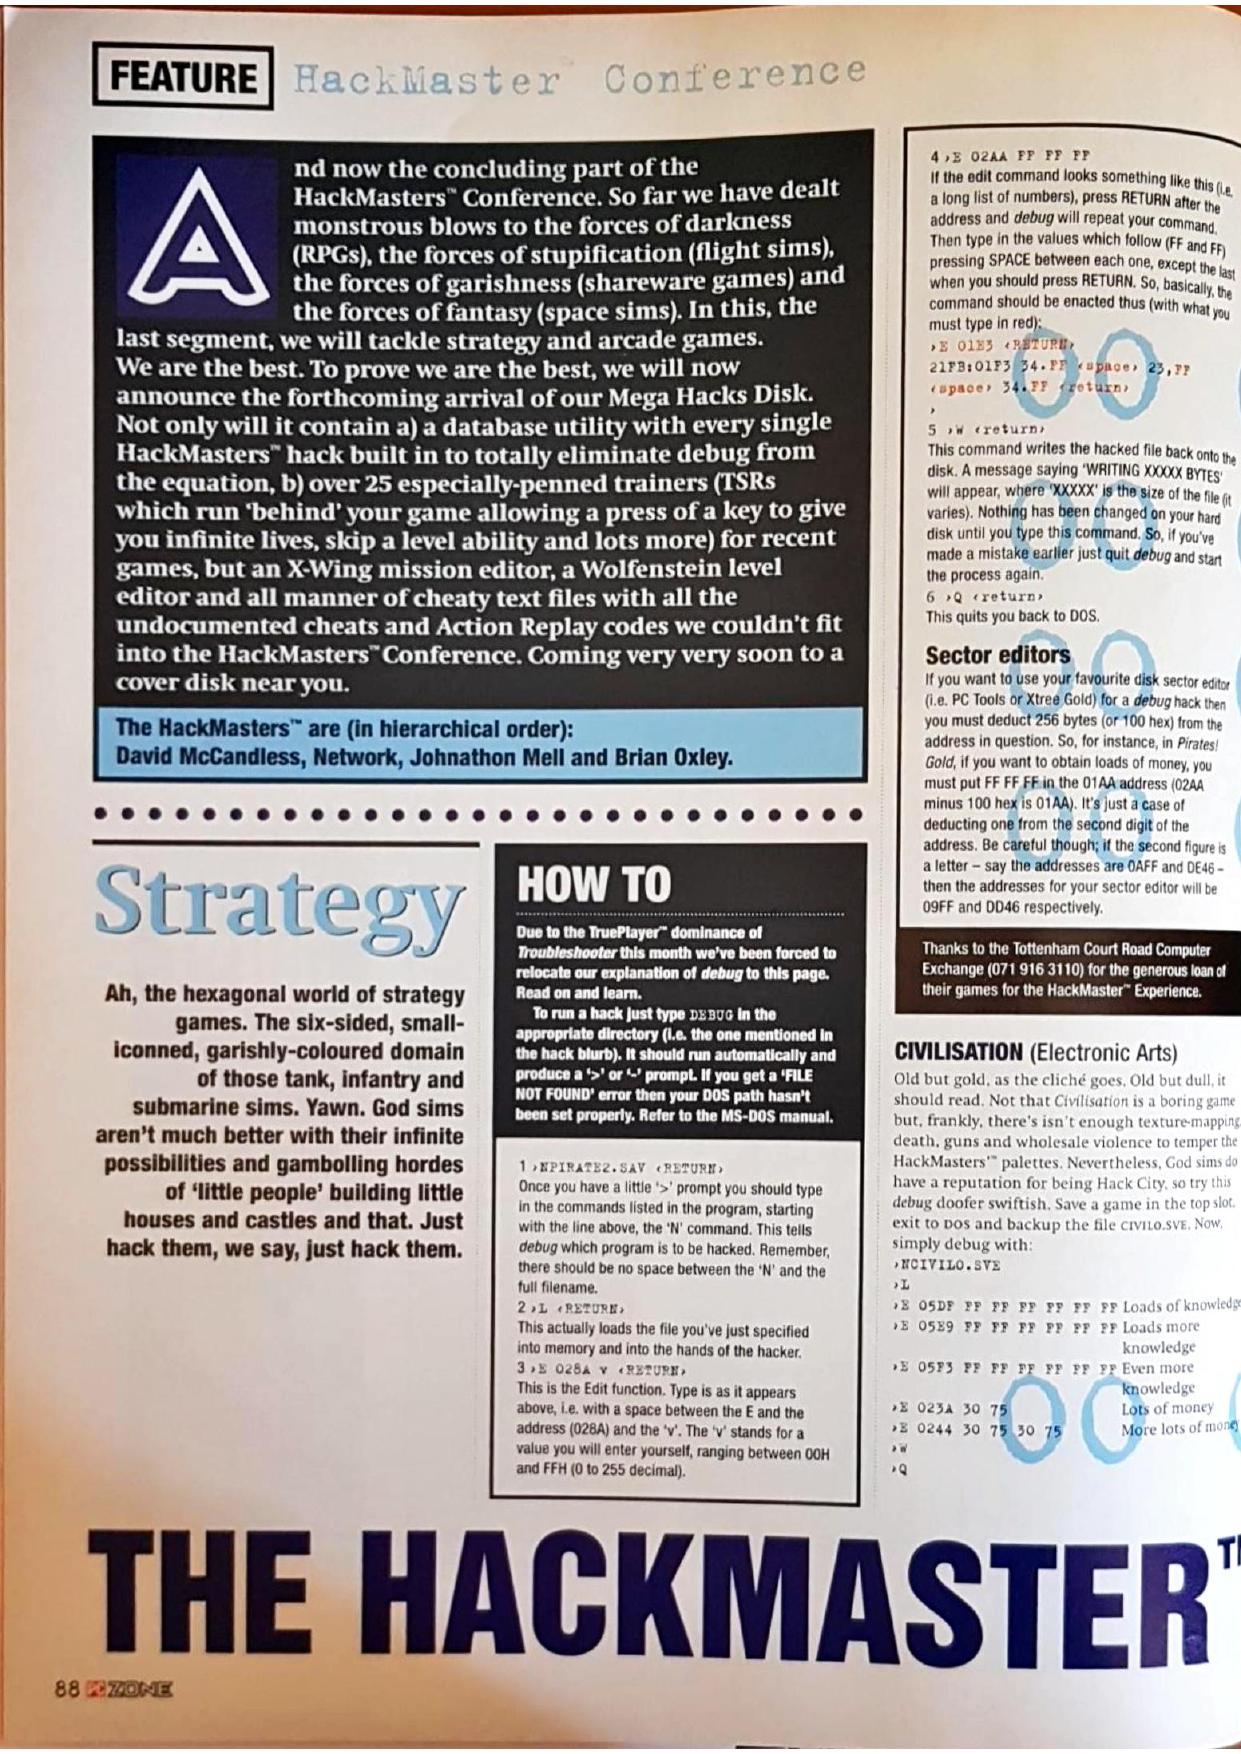 FEATURE HackMaster Conference
And now the concluding part of the
HackMasters™ Conference. So far we have dealt
monstrous blows to the forces of darkness
(RPGs), the forces of stupification (flight sims),
the forces of garishness (shareware games) and
the forces of fantasy (space sims). In this, the
last segment, we will tackle strategy and arcade games.
We are the best. To prove we are the best, we will now
announce the forthcoming arrival of our Mega Hacks Disk.
Not only will it contain a) a database utility with every single
HackMasters™ hack built in to totally eliminate debug from
the equation, b) over 25 especially-penned trainers (TSRs
which run 'behind' your game allowing a press of a key to give
you infinite lives, skip a level ability and lots more) for recent
games, but an X-Wing mission editor, a Wolfenstein level
editor and all manner of cheaty text files with all the
undocumented cheats and Action Replay codes we couldn't fit
into the HackMasters™ Conference. Coming very very soon to a
cover disk near you.
The HackMasters™ are (in hierarchical order):
David McCandless, Network, Johnathon Mell and Brian Oxley.
Strategy
Ah, the hexagonal world of strategy
games. The six-sided, small-
iconned, garishly-coloured domain
of those tank, infantry and
submarine sims. Yawn. God sims
aren't much better with their infinite
possibilities and gambolling hordes
of 'little people' building little
houses and castles and that. Just
hack them, we say, just hack them.
HOW TO
Due to the TruePlayer™ dominance of
Troubleshooter this month we've been forced to
relocate our explanation of debug to this page.
Read on and learn.
To run a hack just type DEBUG in the
appropriate directory (i.e. the one mentioned in
the hack blurb). It should run automatically and
produce a '>' or '-' prompt. If you get a 'FILE
NOT FOUND' error then your DOS path hasn't
been set properly. Refer to the MS-DOS manual.
1 >NPIRATE2.SAV <RETURN>
Once you have a little '>' prompt you should type
in the commands listed in the program, starting
with the line above, the 'N' command. This tells
debug which program is to be hacked. Remember,
there should be no space between the 'N' and the
full filename.
2 >L <RETURN>
This actually loads the file you've just specified
into memory and into the hands of the hacker.
3 >E 028A v <RETURN>
This is the Edit function. Type is as it appears
above, i.e. with a space between the E and the
address (028A) and the 'v'. The 'v' stands for a
value you will enter yourself, ranging between 00H
and FFH (0 to 255 decimal).
4 >E 02AA FF FF FF
If the edit command looks something like this (i.e.
a long list of numbers), press RETURN after the
address and debug will repeat your command.
Then type in the values which follow (FF and FF)
pressing SPACE between each one, except the last
when you should press RETURN. So, basically, the
command should be enacted thus (with what you
must type in red):
>E 01E3 <RETURN>
21FB:01F3 34.FF <space> 23,FF
<space> 34.FF <return>
>
5 >W <return>
This command writes the hacked file back onto the
disk. A message saying 'WRITING XXXXX BYTES'
will appear, where 'XXXXX' is the size of the file (it
varies). Nothing has been changed on your hard
disk until you type this command. So, if you've
made a mistake earlier just quit debug and start
the process again.
6 >Q <return>
This quits you back to DOS.
Sector editors
If you want to use your favourite disk sector editor
(i.e. PC Tools or Xtree Gold) for a debug hack then
you must deduct 256 bytes (or 100 hex) from the
address in question. So, for instance, in Pirates!
Gold, if you want to obtain loads of money, you
must put FF FF FF in the 01AA address (02AA
minus 100 hex is 01AA). It's just a case of
deducting one from the second digit of the
address. Be careful though; if the second figure is
a letter – say the addresses are 0AFF and DE46 –
then the addresses for your sector editor will be
09FF and DD46 respectively.
Thanks to the Tottenham Court Road Computer
Exchange (071 916 3110) for the generous loan of
their games for the HackMaster™ Experience.
CIVILISATION (Electronic Arts)
Old but gold, as the cliché goes. Old but dull, it
should read. Not that Civilisation is a boring game
but, frankly, there's isn't enough texture-mapping,
death, guns and wholesale violence to temper the
HackMasters'™ palettes. Nevertheless, God sims do
have a reputation for being Hack City, so try this
debug doofer swiftish. Save a game in the top slot,
exit to DOS and backup the file CIVIL0.SVE. Now,
simply debug with:
>NCIVIL0.SVE
>L
>E 05DF FF FF FF FF FF FF Loads of knowledge
>E 05E9 FF FF FF FF FF FF Loads more
knowledge
>E 05F3 FF FF FF FF FF FF Even more
knowledge
>E 023A 30 75 Lots of money
>E 0244 30 75 30 75 More lots of money
>W
>Q
THE HACKMASTER™
88 PC ZONE